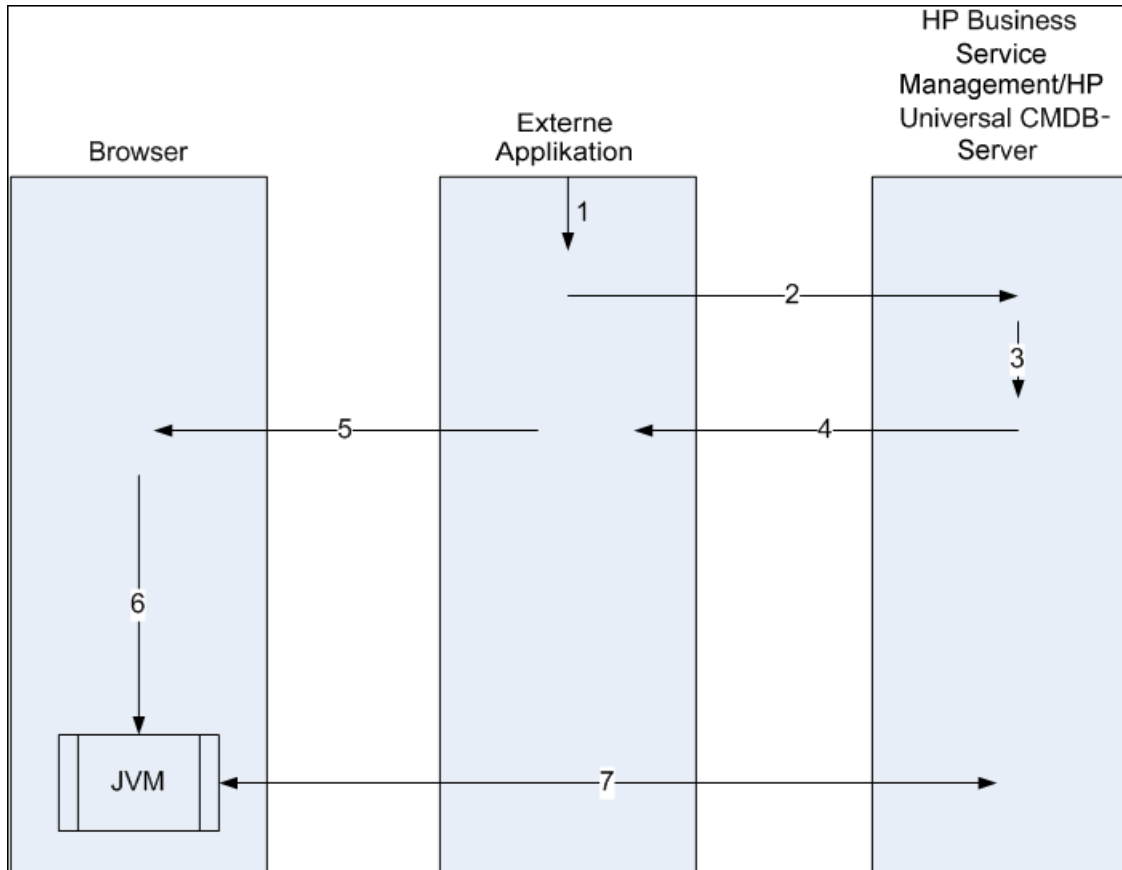 HP Business
Service
Management/HP
Universal CMDB-
Server
Externe
Applikation
Browser
1
2
3
5
4
6
JVM
7